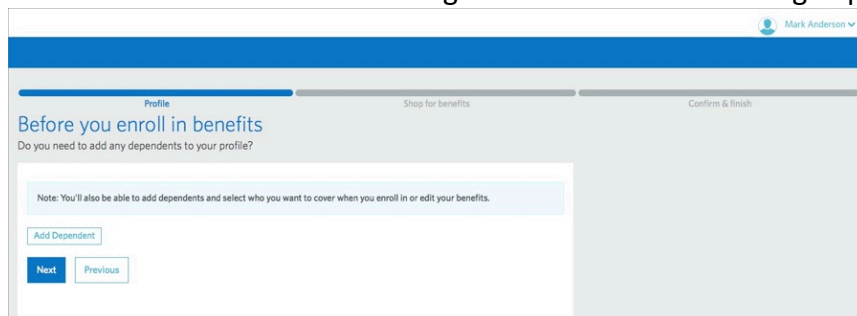 Mark Anderson
Profile
Shop for benefits
Confirm & finish
Before you enroll in benefits
Do you need to add any dependents to your profile?
Note: You'll also be able to add dependents and select who you want to cover when you enroll in or edit your benefits.
Add Dependent
Next
Previous